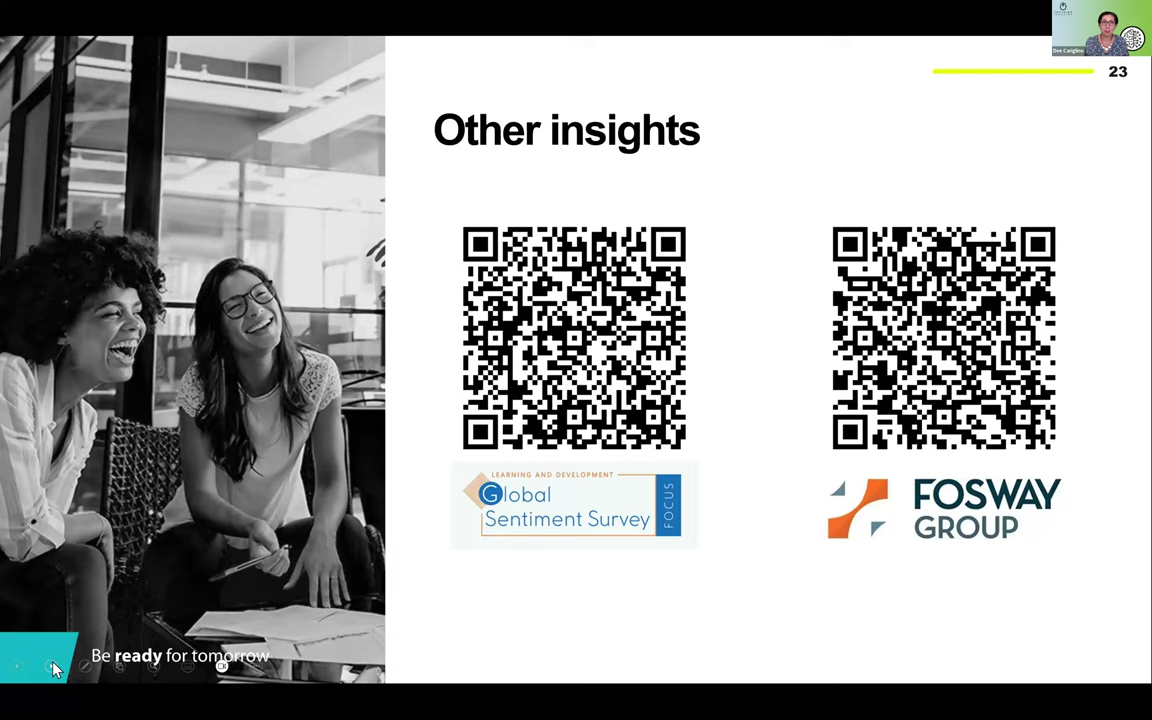 Dee Cariglino
23
Other insights
LEARNING AND DEVELOPMENT
Global
Sentiment Survey
FOCUS
FOSWAY
GROUP
Be ready for tomorrow